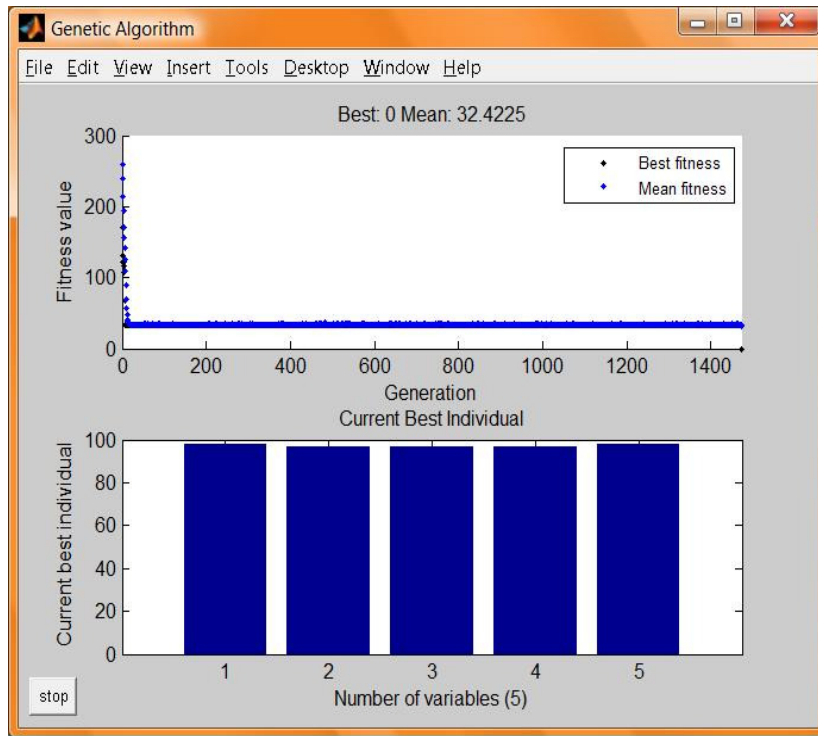 Genetic Algorithm
File Edit View Insert Tools Desktop Window Help
Best: 0 Mean: 32.4225
Fitness value
300
200
100
0
Best fitness
Mean fitness
0 200 400 600 800 1000 1200 1400
Generation
Current Best Individual
Current best individual
100
80
60
40
20
0
1 2 3 4 5
Number of variables (5)
stop